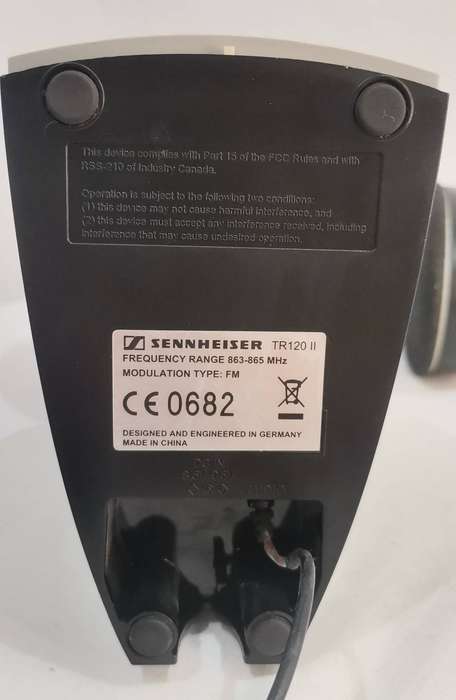 This device complies with Part 15 of the FCC Rules and with
RSS-210 of Industry Canada.
Operation is subject to the following two conditions:
(1) this device may not cause harmful interference, and
(2) this device must accept any interference received, including
interference that may cause undesired operation.
SENNHEISER TR120 II
FREQUENCY RANGE 863-865 MHz
MODULATION TYPE: FM
CE 0682
DESIGNED AND ENGINEERED IN GERMANY
MADE IN CHINA
DC IN
AUDIO